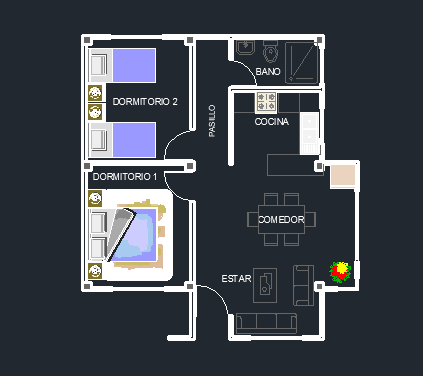 BANO
DORMITORIO 2
PASILLO
COCINA
DORMITORIO 1
COMEDOR
ESTAR